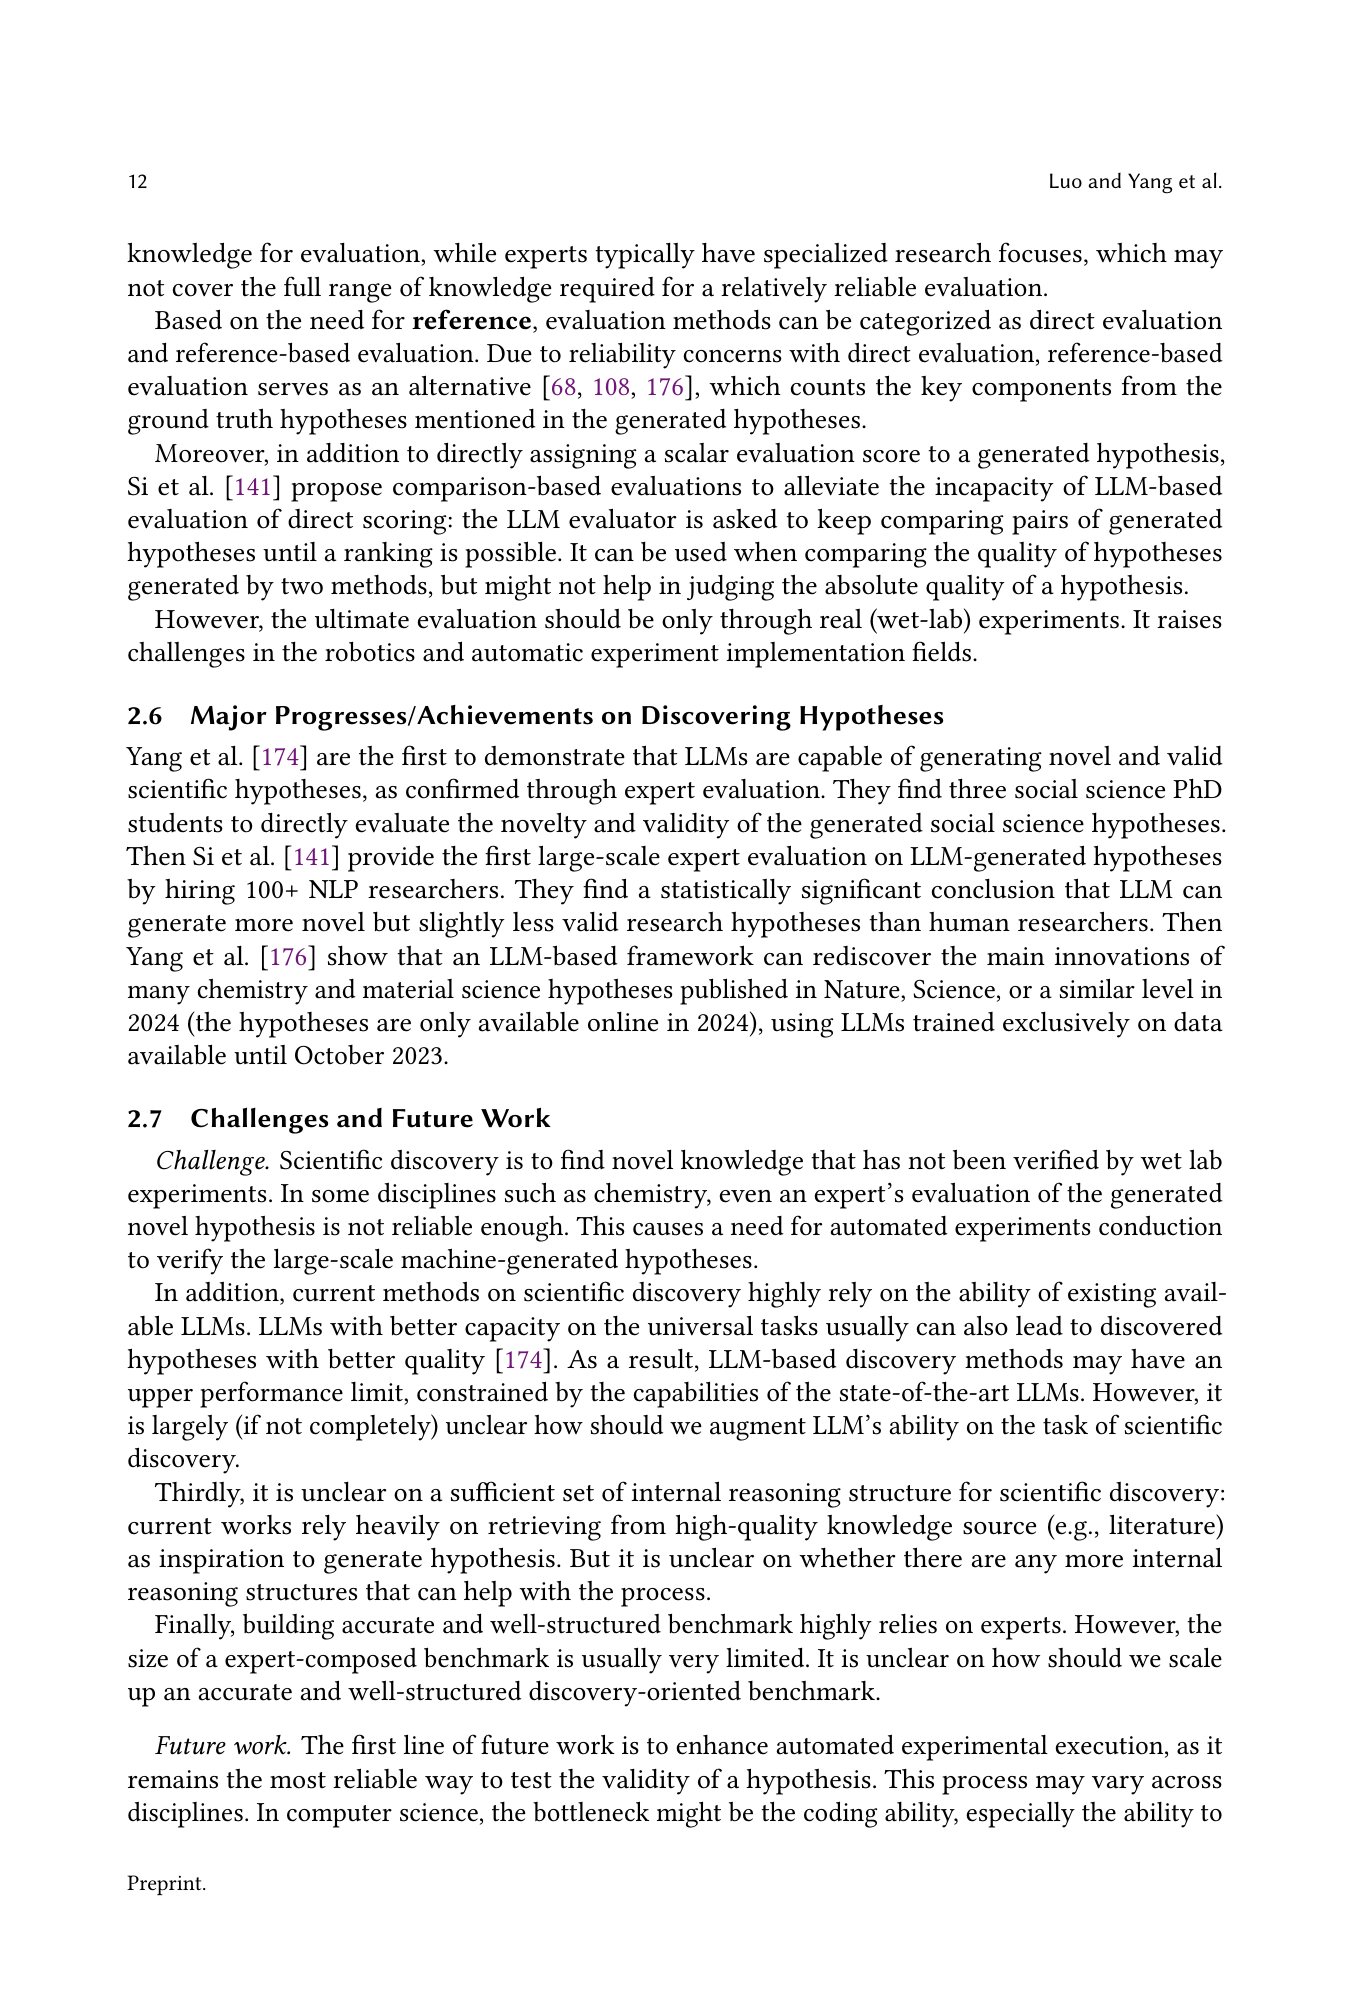 12
Luo and Yang et al.
knowledge for evaluation, while experts typically have specialized research focuses, which may
not cover the full range of knowledge required for a relatively reliable evaluation.
Based on the need for reference, evaluation methods can be categorized as direct evaluation
and reference-based evaluation. Due to reliability concerns with direct evaluation, reference-based
evaluation serves as an alternative [68, 108, 176], which counts the key components from the
ground truth hypotheses mentioned in the generated hypotheses.
Moreover, in addition to directly assigning a scalar evaluation score to a generated hypothesis,
Si et al. [141] propose comparison-based evaluations to alleviate the incapacity of LLM-based
evaluation of direct scoring: the LLM evaluator is asked to keep comparing pairs of generated
hypotheses until a ranking is possible. It can be used when comparing the quality of hypotheses
generated by two methods, but might not help in judging the absolute quality of a hypothesis.
However, the ultimate evaluation should be only through real (wet-lab) experiments. It raises
challenges in the robotics and automatic experiment implementation fields.
2.6 Major Progresses/Achievements on Discovering Hypotheses
Yang et al. [174] are the first to demonstrate that LLMs are capable of generating novel and valid
scientific hypotheses, as confirmed through expert evaluation. They find three social science PhD
students to directly evaluate the novelty and validity of the generated social science hypotheses.
Then Si et al. [141] provide the first large-scale expert evaluation on LLM-generated hypotheses
by hiring 100+ NLP researchers. They find a statistically significant conclusion that LLM can
generate more novel but slightly less valid research hypotheses than human researchers. Then
Yang et al. [176] show that an LLM-based framework can rediscover the main innovations of
many chemistry and material science hypotheses published in Nature, Science, or a similar level in
2024 (the hypotheses are only available online in 2024), using LLMs trained exclusively on data
available until October 2023.
2.7 Challenges and Future Work
Challenge. Scientific discovery is to find novel knowledge that has not been verified by wet lab
experiments. In some disciplines such as chemistry, even an expert's evaluation of the generated
novel hypothesis is not reliable enough. This causes a need for automated experiments conduction
to verify the large-scale machine-generated hypotheses.
In addition, current methods on scientific discovery highly rely on the ability of existing avail-
able LLMs. LLMs with better capacity on the universal tasks usually can also lead to discovered
hypotheses with better quality [174]. As a result, LLM-based discovery methods may have an
upper performance limit, constrained by the capabilities of the state-of-the-art LLMs. However, it
is largely (if not completely) unclear how should we augment LLM's ability on the task of scientific
discovery.
Thirdly, it is unclear on a sufficient set of internal reasoning structure for scientific discovery:
current works rely heavily on retrieving from high-quality knowledge source (e.g., literature)
as inspiration to generate hypothesis. But it is unclear on whether there are any more internal
reasoning structures that can help with the process.
Finally, building accurate and well-structured benchmark highly relies on experts. However, the
size of a expert-composed benchmark is usually very limited. It is unclear on how should we scale
up an accurate and well-structured discovery-oriented benchmark.
Future work. The first line of future work is to enhance automated experimental execution, as it
remains the most reliable way to test the validity of a hypothesis. This process may vary across
disciplines. In computer science, the bottleneck might be the coding ability, especially the ability to
Preprint.